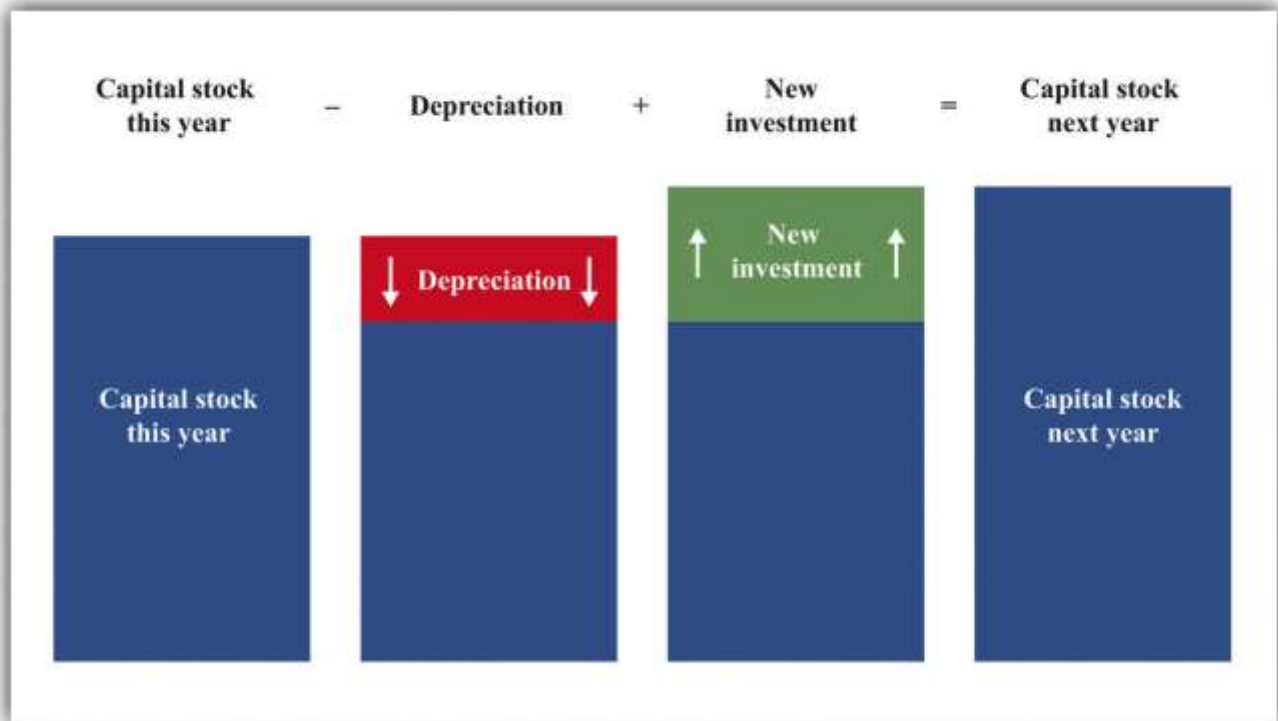 Capital stock
this year
–
Depreciation
+
New
investment
=
Capital stock
next year
Capital stock
this year
Depreciation
New
investment
Capital stock
next year